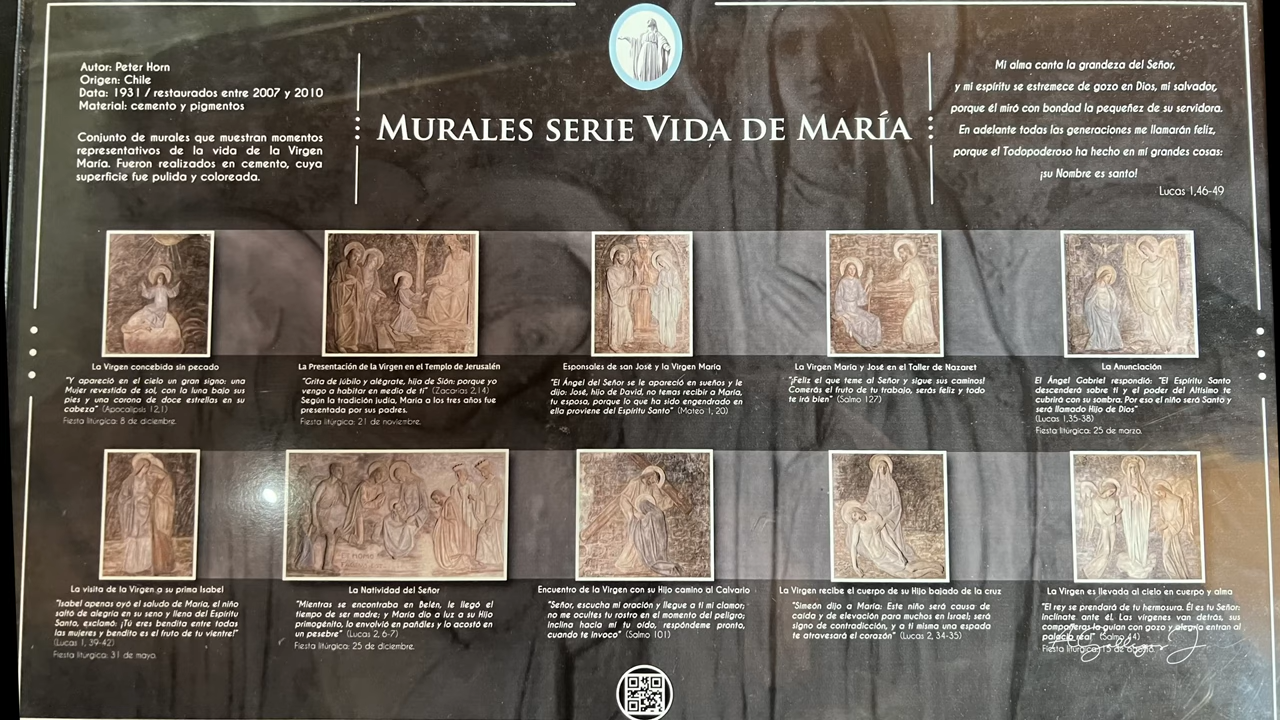 Autor: Peter Horn
Origen: Chile
Data: 1931 / restaurados entre 2007 y 2010
Material: cemento y pigmentos
Conjunto de murales que muestran momentos
representativos de la vida de la Virgen
María. Fueron realizados en cemento, cuya
superficie fue pulida y coloreada.
MURALES SERIE VIDA DE MARÍA
Mi alma canta la grandeza del Señor,
y mi espíritu se estremece de gozo en Dios, mi salvador,
porque él miró con bondad la pequeñez de su servidora.
En adelante todas las generaciones me llamarán feliz,
porque el Todopoderoso ha hecho en mí grandes cosas:
¡su Nombre es santo!
Lucas 1,46-49
La Virgen concebida sin pecado
"Y apareció en el cielo un gran signo: una
Mujer revestida de sol, con la luna bajo sus
pies y una corona de doce estrellas en su
cabeza" (Apocalipsis 12,1)
Fiesta litúrgica: 8 de diciembre.
La Presentación de la Virgen en el Templo de Jerusalén
"Grita de júbilo y alégrate, hija de Sión: porque yo
vengo a habitar en medio de ti" (Zacarías 2,14)
Según la tradición judía, María a los tres años fue
presentada por sus padres.
Fiesta litúrgica: 21 de noviembre.
Esponsales de san José y la Virgen María
"El Ángel del Señor se le apareció en sueños y le
dijo: José, hijo de David, no temas recibir a María,
tu esposa, porque lo que ha sido engendrado en
ella proviene del Espíritu Santo" (Mateo 1, 20)
La Virgen María y José en el Taller de Nazaret
"¡Feliz el que teme al Señor y sigue sus caminos!
Comerás el fruto de tu trabajo, serás feliz y todo
te irá bien" (Salmo 127)
La Anunciación
El Ángel Gabriel respondió: "El Espíritu Santo
descenderá sobre ti y el poder del Altísimo te
cubrirá con su sombra. Por eso el niño será Santo y
será llamado Hijo de Dios"
(Lucas 1,35-38)
Fiesta litúrgica: 25 de marzo.
La visita de la Virgen a su prima Isabel
"Isabel apenas oyó el saludo de María, el niño
saltó de alegría en su seno y llena del Espíritu
Santo, exclamó: ¡Tú eres bendita entre todas
las mujeres y bendito es el fruto de tu vientre!"
(Lucas 1, 39-42)
Fiesta litúrgica: 31 de mayo.
La Natividad del Señor
"Mientras se encontraba en Belén, le llegó el
tiempo de ser madre; y María dio a luz a su Hijo
primogénito, lo envolvió en pañales y lo acostó en
un pesebre" (Lucas 2, 6-7)
Fiesta litúrgica: 25 de diciembre.
Encuentro de la Virgen con su Hijo camino al Calvario
"Señor, escucha mi oración y llegue a ti mi clamor;
no me ocultes tu rostro en el momento del peligro;
inclina hacia mí tu oído, respóndeme pronto,
cuando te invoco" (Salmo 101)
La Virgen recibe el cuerpo de su Hijo bajado de la cruz
"Simeón dijo a María: Este niño será causa de
caída y de elevación para muchos en Israel; será
signo de contradicción, y a ti misma una espada
te atravesará el corazón" (Lucas 2, 34-35)
La Virgen es llevada al cielo en cuerpo y alma
"El rey se prendará de tu hermosura. Él es tu Señor:
inclínate ante él. Las vírgenes van detrás, sus
compañeras la guían con gozo y alegría entran al
palacio real" (Salmo 44)
Fiesta litúrgica: 15 de agosto.